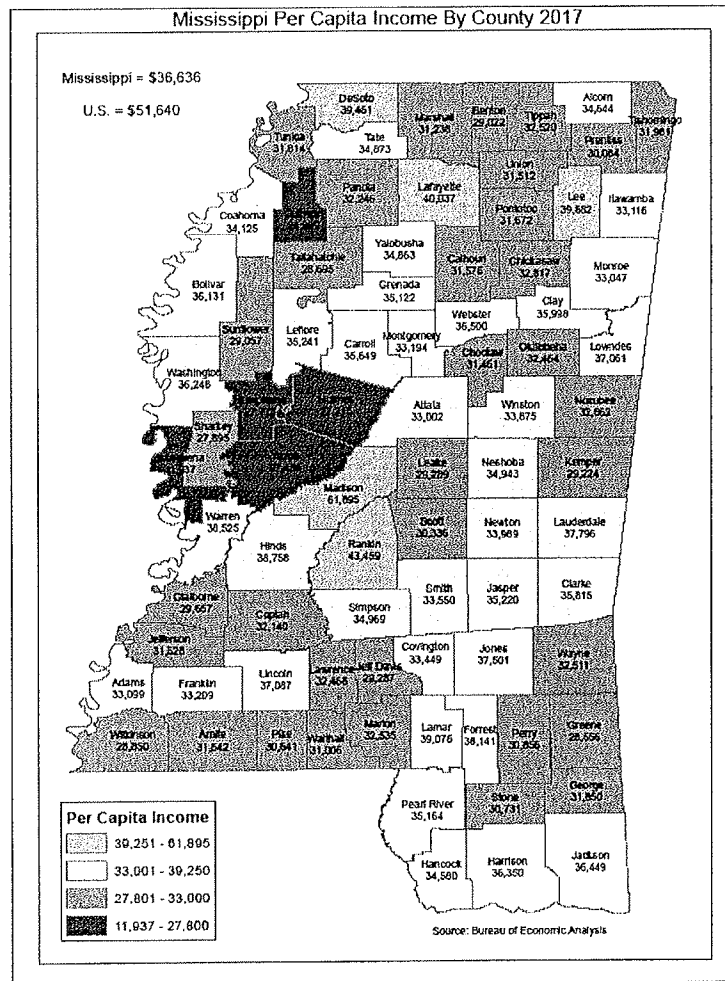 Mississippi Per Capita Income By County 2017
Mississippi = $36,636
U.S. = $51,640
DeSoto
39,461
Marshall
31,238
Benton
29,022
Tippah
32,520
Alcorn
34,644
Tishomingo
31,981
Prentiss
30,084
Tunica
31,814
Tate
34,873
Panola
32,246
Lafayette
40,037
Union
31,512
Pontotoc
31,672
Lee
39,682
Itawamba
33,116
Coahoma
34,125
Tallahatchie
28,695
Yalobusha
34,863
Calhoun
31,576
Chickasaw
32,817
Monroe
33,047
Bolivar
35,131
Grenada
35,122
Clay
35,998
Webster
36,500
Sunflower
29,057
Leflore
35,241
Carroll
35,649
Montgomery
33,194
Choctaw
31,461
Oktibbeha
32,464
Lowndes
37,061
Washington
36,248
Attala
33,002
Winston
33,875
Noxubee
32,662
Sharkey
27,895
Madison
61,895
Leake
29,289
Neshoba
34,943
Kemper
29,224
Warren
38,525
Hinds
38,758
Rankin
43,459
Scott
30,336
Newton
33,989
Lauderdale
37,796
Smith
33,550
Jasper
35,220
Clarke
35,815
Claiborne
29,657
Copiah
32,140
Simpson
34,969
Jefferson
31,628
Adams
33,099
Franklin
33,209
Lincoln
37,087
Lawrence
32,468
Jeff Davis
29,287
Covington
33,449
Jones
37,501
Wayne
32,511
Wilkinson
28,850
Amite
31,642
Pike
30,641
Walthall
31,006
Marion
32,535
Lamar
39,076
Forrest
36,141
Perry
30,856
Greene
28,556
Pearl River
35,164
Stone
30,731
George
31,850
Hancock
34,580
Harrison
36,350
Jackson
36,449
Per Capita Income
39,251 - 61,895
33,001 - 39,250
27,801 - 33,000
11,937 - 27,800
Source: Bureau of Economic Analysis